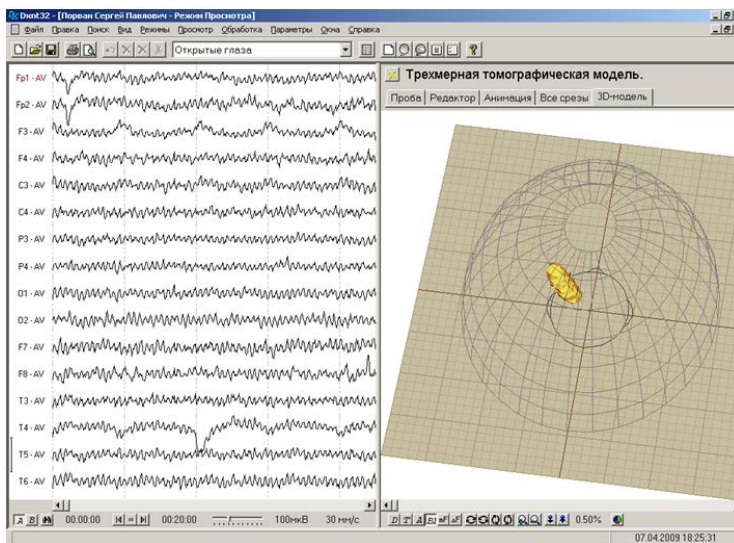 Dxnt32 - [Порван Сергей Павлович - Режим Просмотра]
Файл Правка Поиск Вид Режимы Просмотр Обработка Параметры Окна Справка
Открытые глаза
Fp1 - AV
Fp2 - AV
F3 - AV
F4 - AV
C3 - AV
C4 - AV
P3 - AV
P4 - AV
O1 - AV
O2 - AV
F7 - AV
F8 - AV
T3 - AV
T4 - AV
T5 - AV
T6 - AV
A B 00:00:00 00:20:00 100мкВ 30 мм/с
Трехмерная томографическая модель.
Проба Редактор Анимация Все срезы 3D-модель
0.50%
07.04.2009 18:25:31